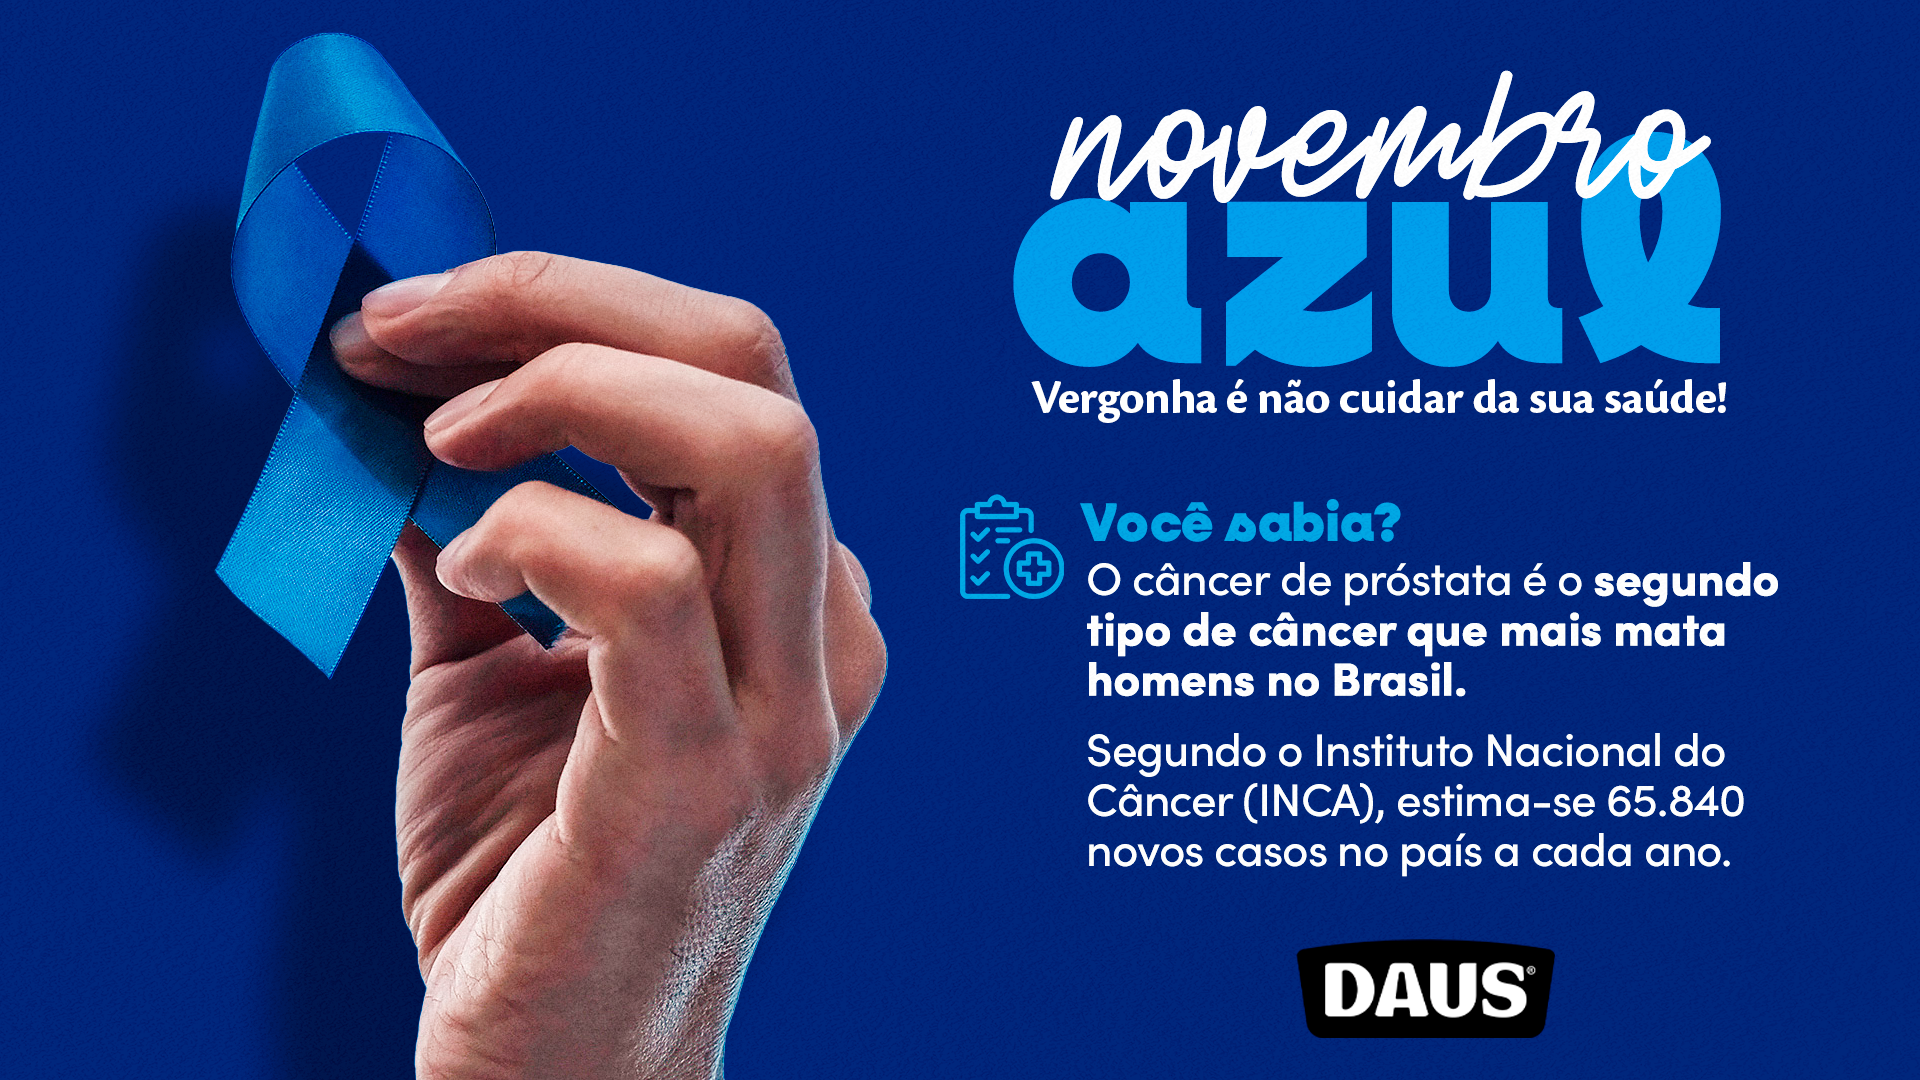 novembro
azul
Vergonha é não cuidar da sua saúde!
Você sabia?
O câncer de próstata é o segundo
tipo de câncer que mais mata
homens no Brasil.
Segundo o Instituto Nacional do
Câncer (INCA), estima-se 65.840
novos casos no país a cada ano.
DAUS®